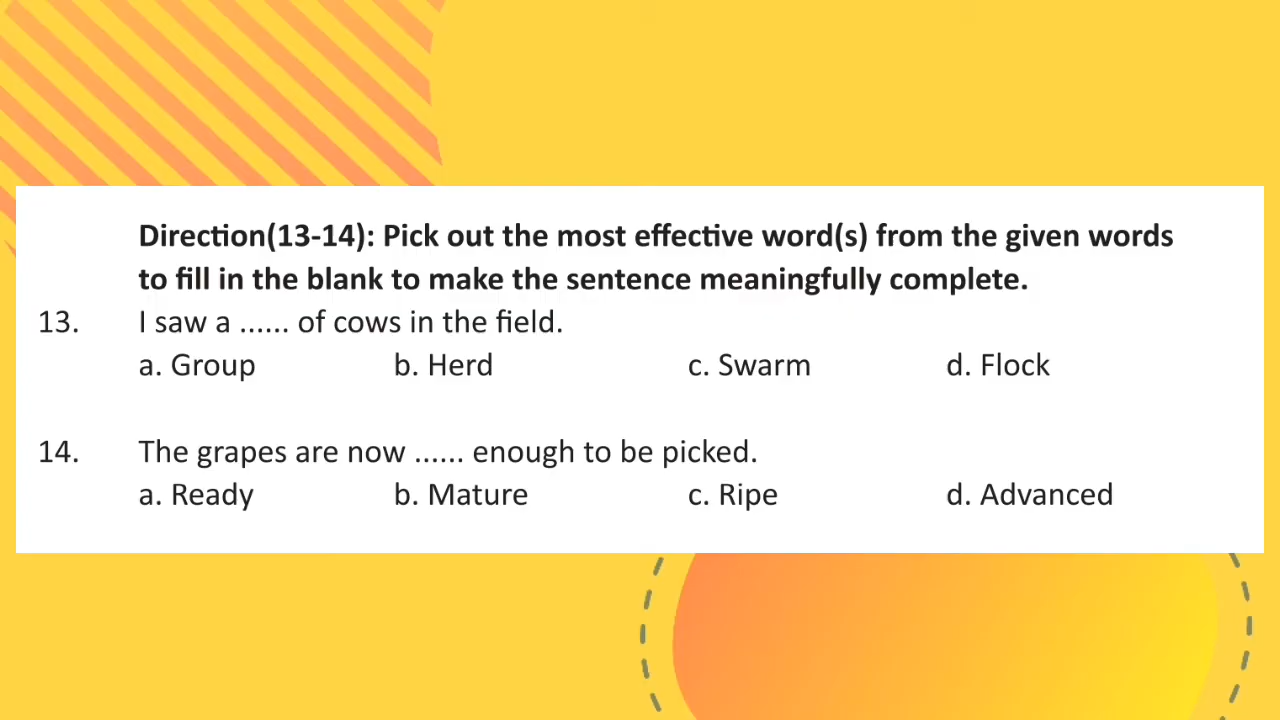 Direction(13-14): Pick out the most effective word(s) from the given words
to fill in the blank to make the sentence meaningfully complete.
13. I saw a ...... of cows in the field.
a. Group b. Herd c. Swarm d. Flock
14. The grapes are now ...... enough to be picked.
a. Ready b. Mature c. Ripe d. Advanced